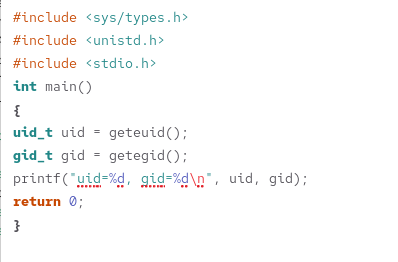 #include <sys/types.h>
#include <unistd.h>
#include <stdio.h>
int main()
{
uid_t uid = geteuid();
gid_t gid = getegid();
printf("uid=%d, gid=%d\n", uid, gid);
return 0;
}